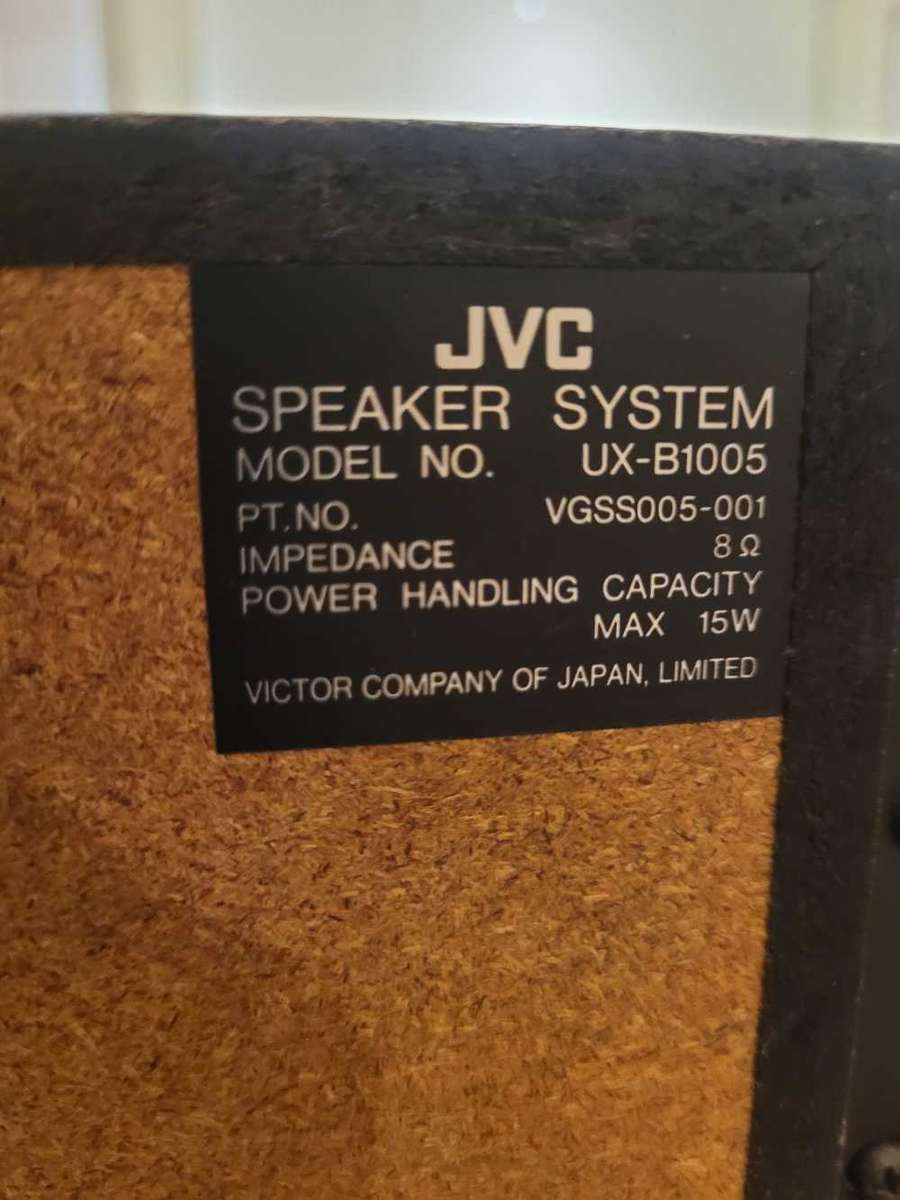 JVC
SPEAKER SYSTEM
MODEL NO. UX-B1005
PT.NO. VGSS005-001
IMPEDANCE 8Ω
POWER HANDLING CAPACITY
MAX 15W
VICTOR COMPANY OF JAPAN, LIMITED